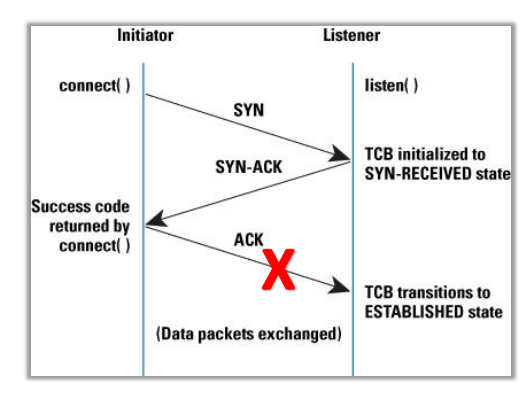 Initiator
Listener
connect( )
listen( )
SYN
TCB initialized to
SYN-RECEIVED state
SYN-ACK
Success code
returned by
connect( )
ACK
X
TCB transitions to
ESTABLISHED state
(Data packets exchanged)